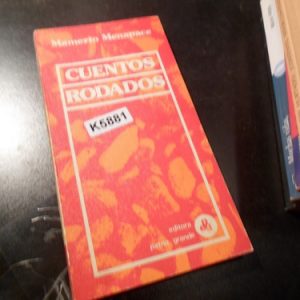 Mamerto Menapace
CUENTOS
RODADOS
K5881
editora
patria grande